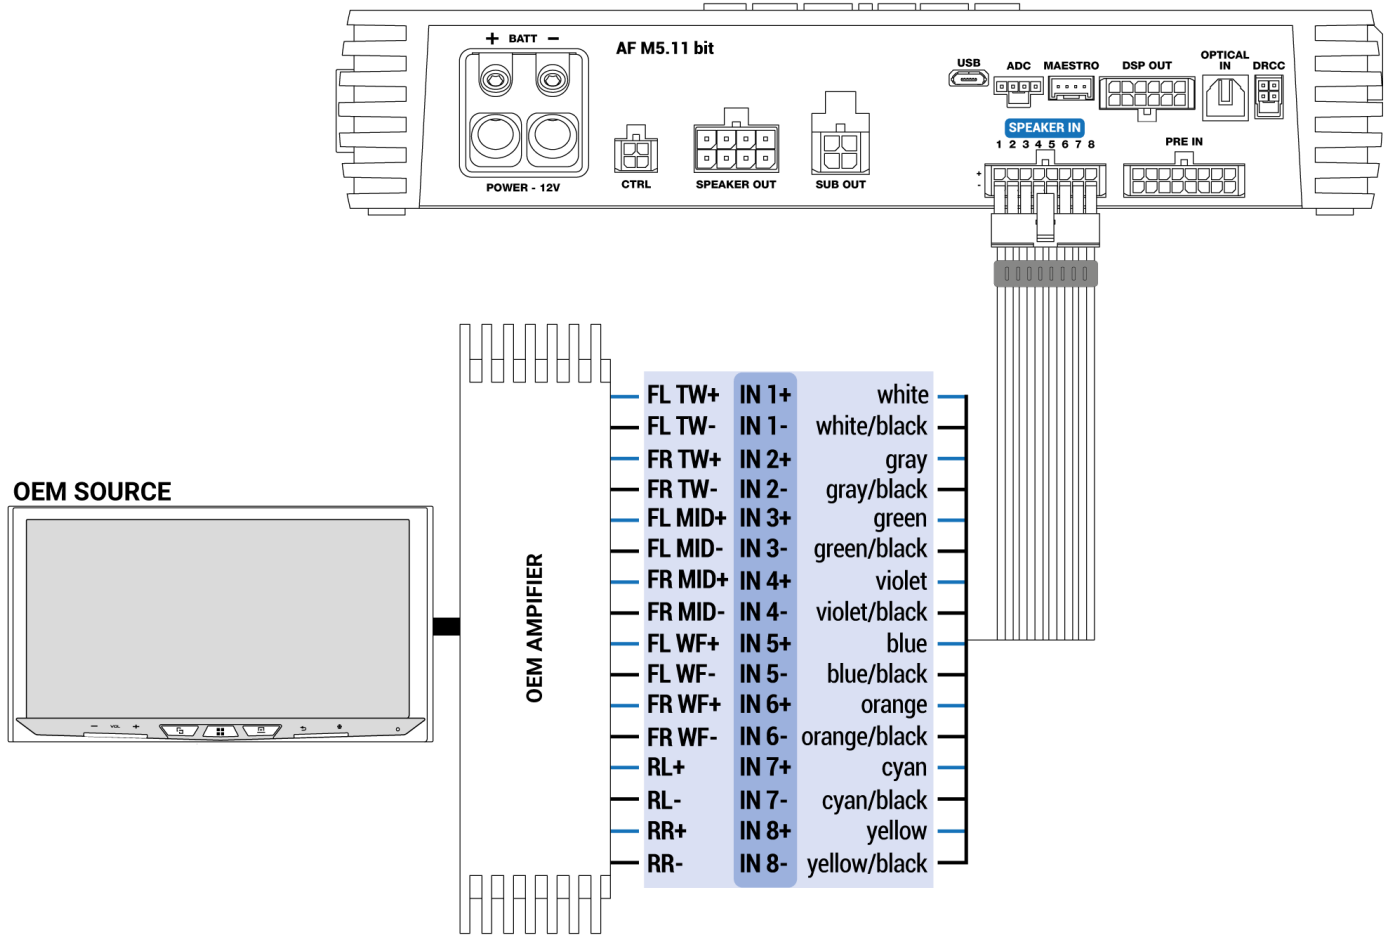 + BATT −
AF M5.11 bit
USB
ADC
MAESTRO
DSP OUT
OPTICAL
IN
DRCC
SPEAKER IN
1 2 3 4 5 6 7 8
PRE IN
+
-
POWER - 12V
CTRL
SPEAKER OUT
SUB OUT
OEM SOURCE
− VOL +
OEM AMPIFIER
FL TW+ IN 1+ white
FL TW- IN 1- white/black
FR TW+ IN 2+ gray
FR TW- IN 2- gray/black
FL MID+ IN 3+ green
FL MID- IN 3- green/black
FR MID+ IN 4+ violet
FR MID- IN 4- violet/black
FL WF+ IN 5+ blue
FL WF- IN 5- blue/black
FR WF+ IN 6+ orange
FR WF- IN 6- orange/black
RL+ IN 7+ cyan
RL- IN 7- cyan/black
RR+ IN 8+ yellow
RR- IN 8- yellow/black